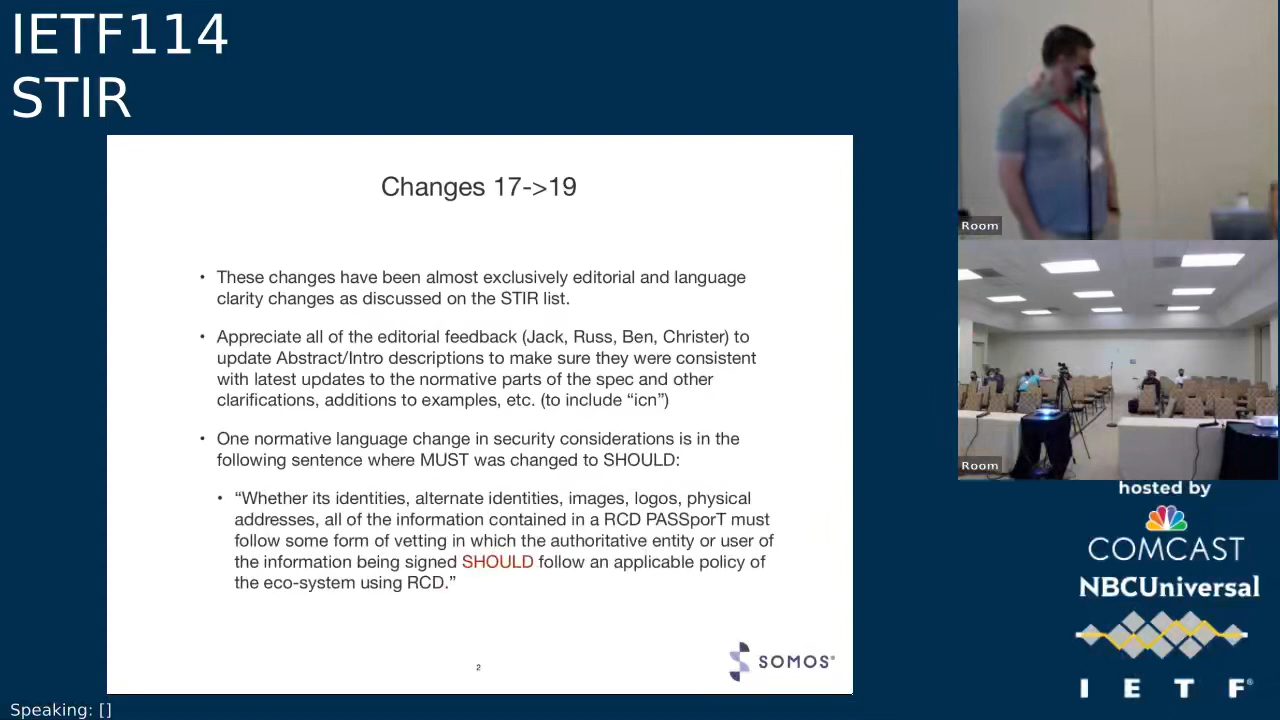 IETF114
STIR
Changes 17->19
• These changes have been almost exclusively editorial and language
clarity changes as discussed on the STIR list.
• Appreciate all of the editorial feedback (Jack, Russ, Ben, Christer) to
update Abstract/Intro descriptions to make sure they were consistent
with latest updates to the normative parts of the spec and other
clarifications, additions to examples, etc. (to include “icn”)
• One normative language change in security considerations is in the
following sentence where MUST was changed to SHOULD:
• “Whether its identities, alternate identities, images, logos, physical
addresses, all of the information contained in a RCD PASSporT must
follow some form of vetting in which the authoritative entity or user of
the information being signed SHOULD follow an applicable policy of
the eco-system using RCD.”
2
SOMOS®
Room
Room
hosted by
COMCAST
NBCUniversal
I E T F®
Speaking: []